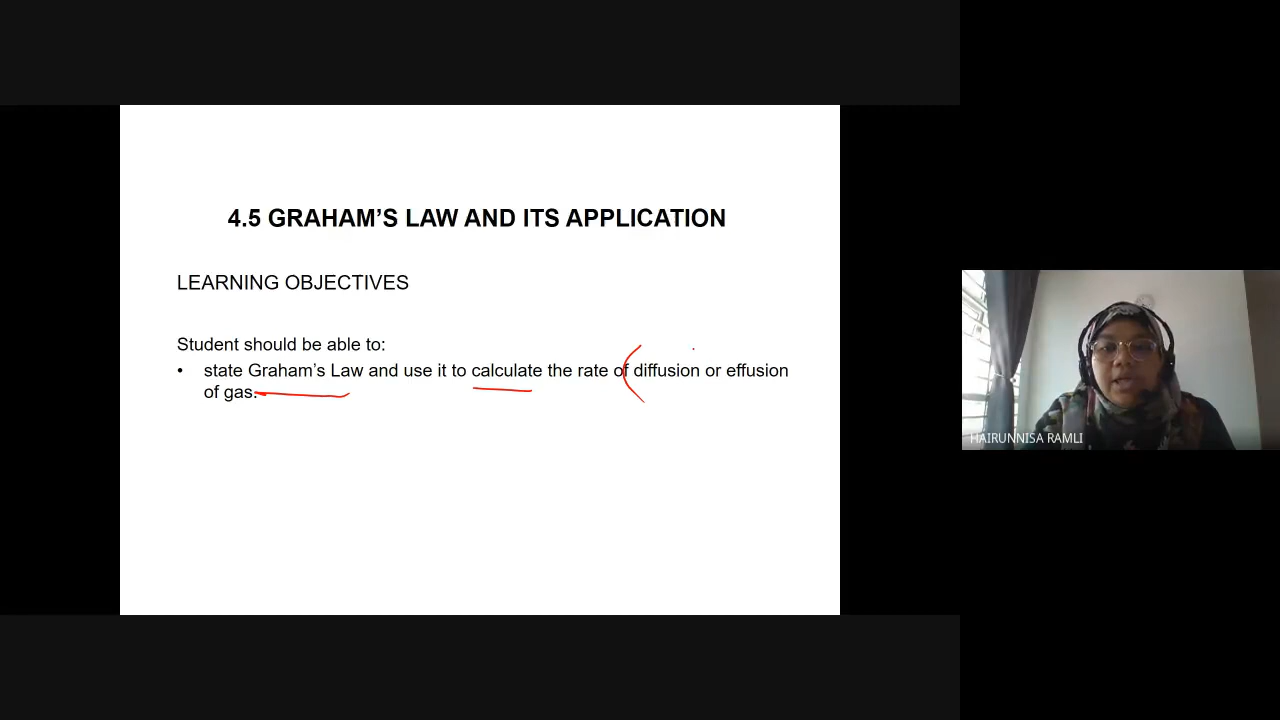 4.5 GRAHAM’S LAW AND ITS APPLICATION
LEARNING OBJECTIVES
Student should be able to:
• state Graham’s Law and use it to calculate the rate of diffusion or effusion
of gas.
HAIRUNNISA RAMLI